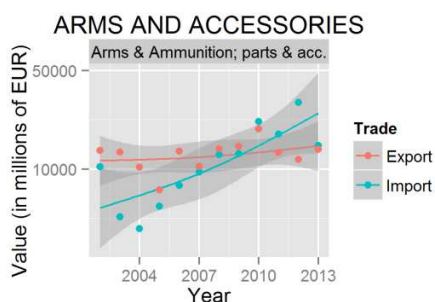 ARMS AND ACCESSORIES
Arms & Ammunition; parts & acc.
Value (in millions of EUR)
50000
10000
2004 2007 2010 2013
Year
Trade
Export
Import